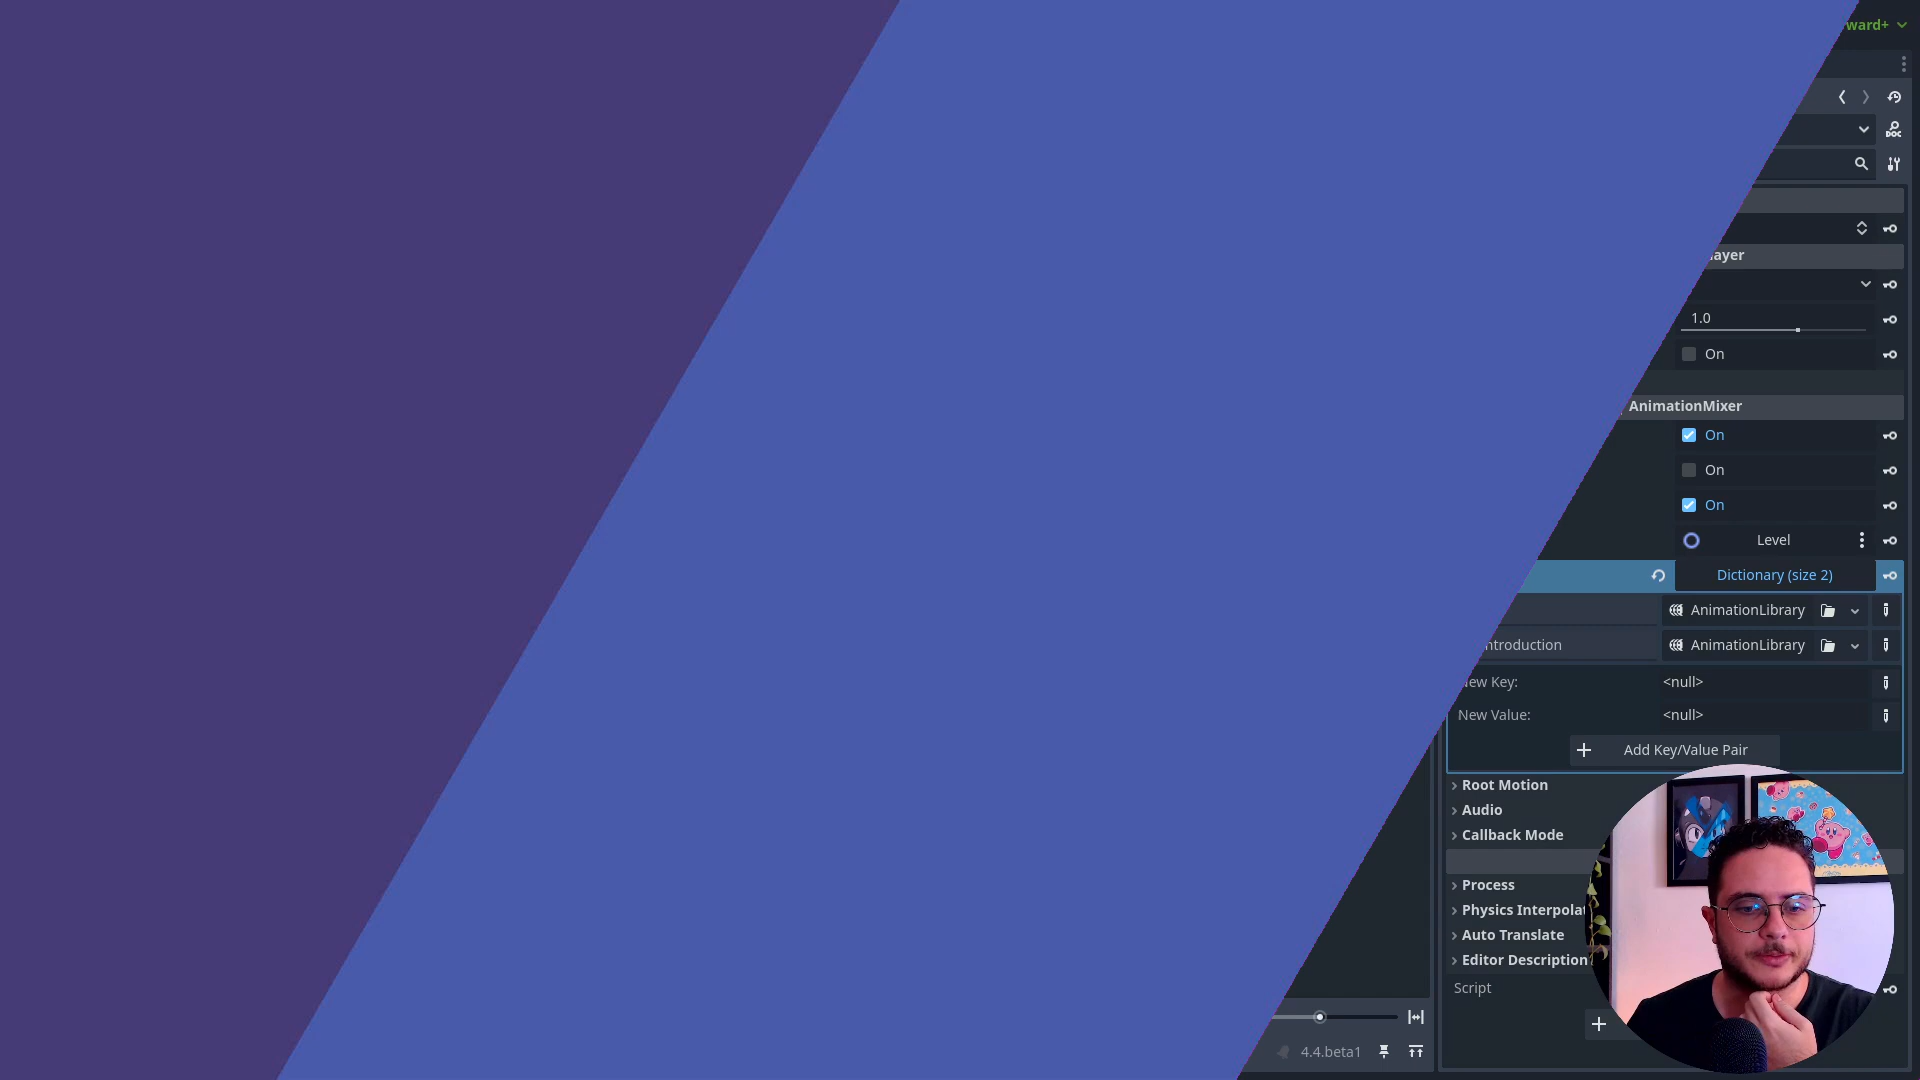 ward+
ayer
1.0
On
AnimationMixer
On
On
On
Level
Dictionary (size 2)
AnimationLibrary
ntroduction
AnimationLibrary
ew Key:
<null>
New Value:
<null>
Add Key/Value Pair
Root Motion
Audio
Callback Mode
Process
Physics Interpola
Auto Translate
Editor Description
Script
4.4.beta1
DOC